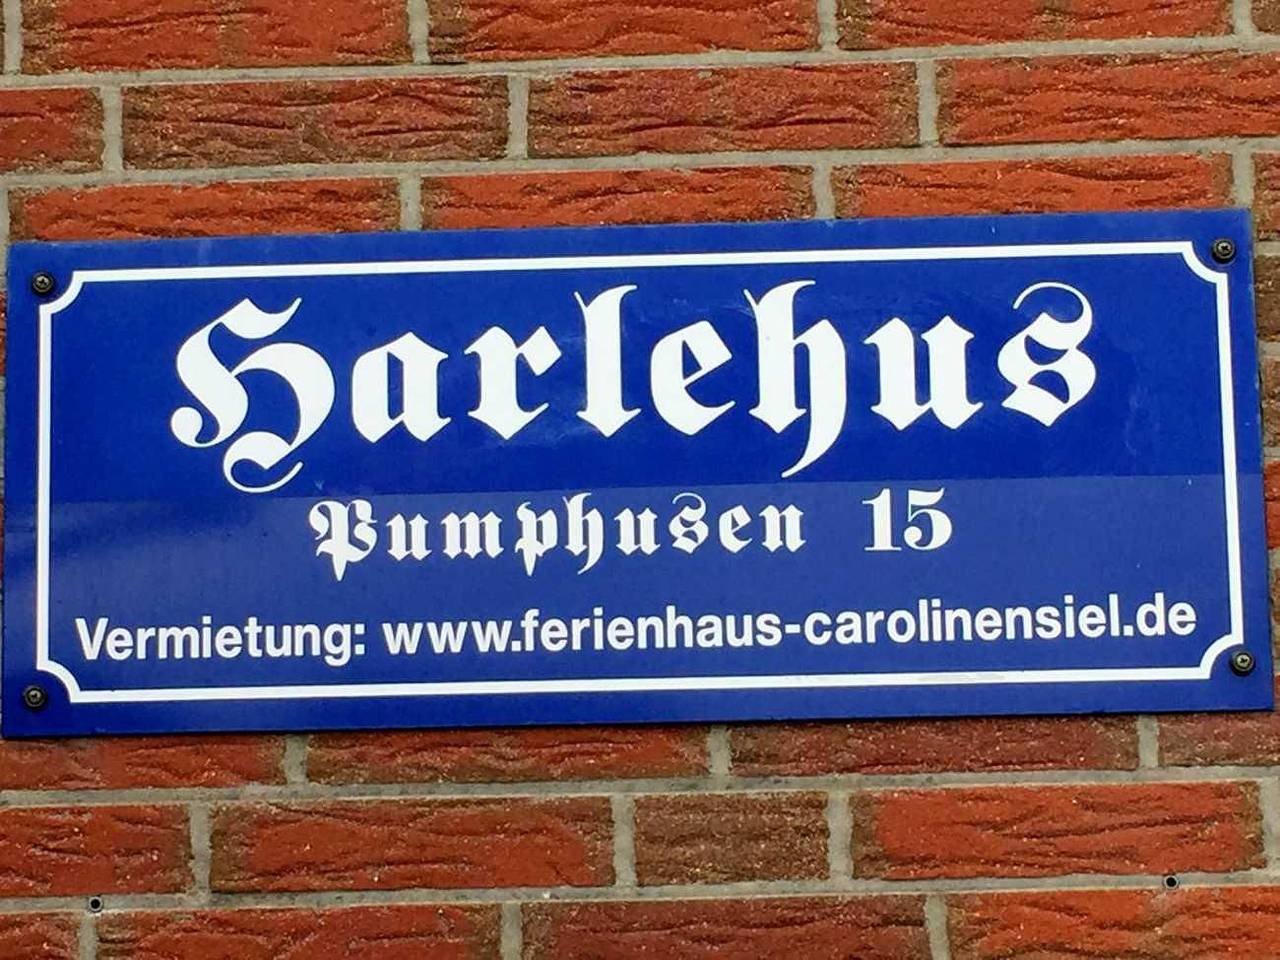 Harlehus
Pumphusen 15
Vermietung: www.ferienhaus-carolinensiel.de